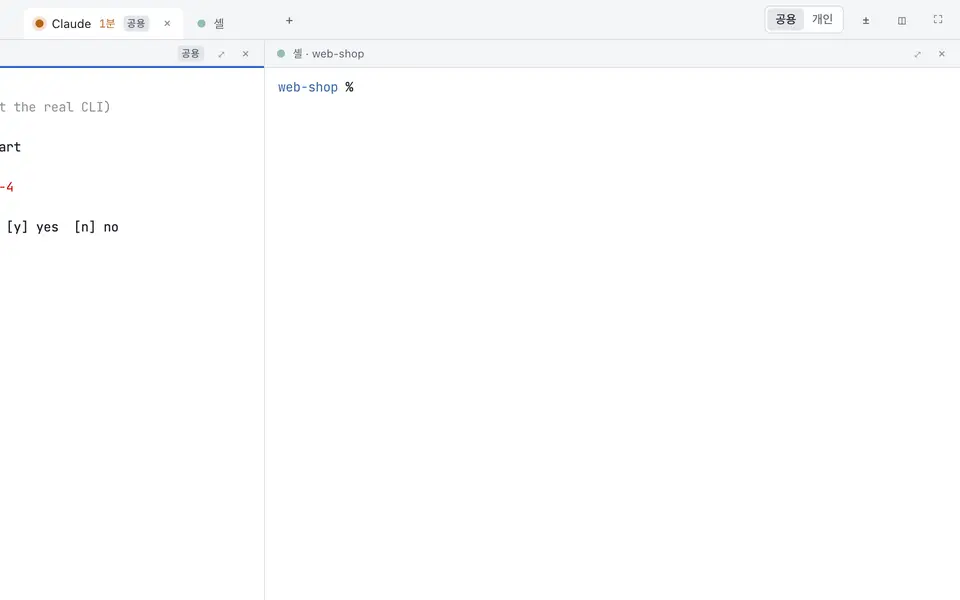 Claude 1분 공용 × 셸 + 공용 개인 ±
공용 × 셸 · web-shop ×
t the real CLI)
web-shop %
art
-4
[y] yes [n] no